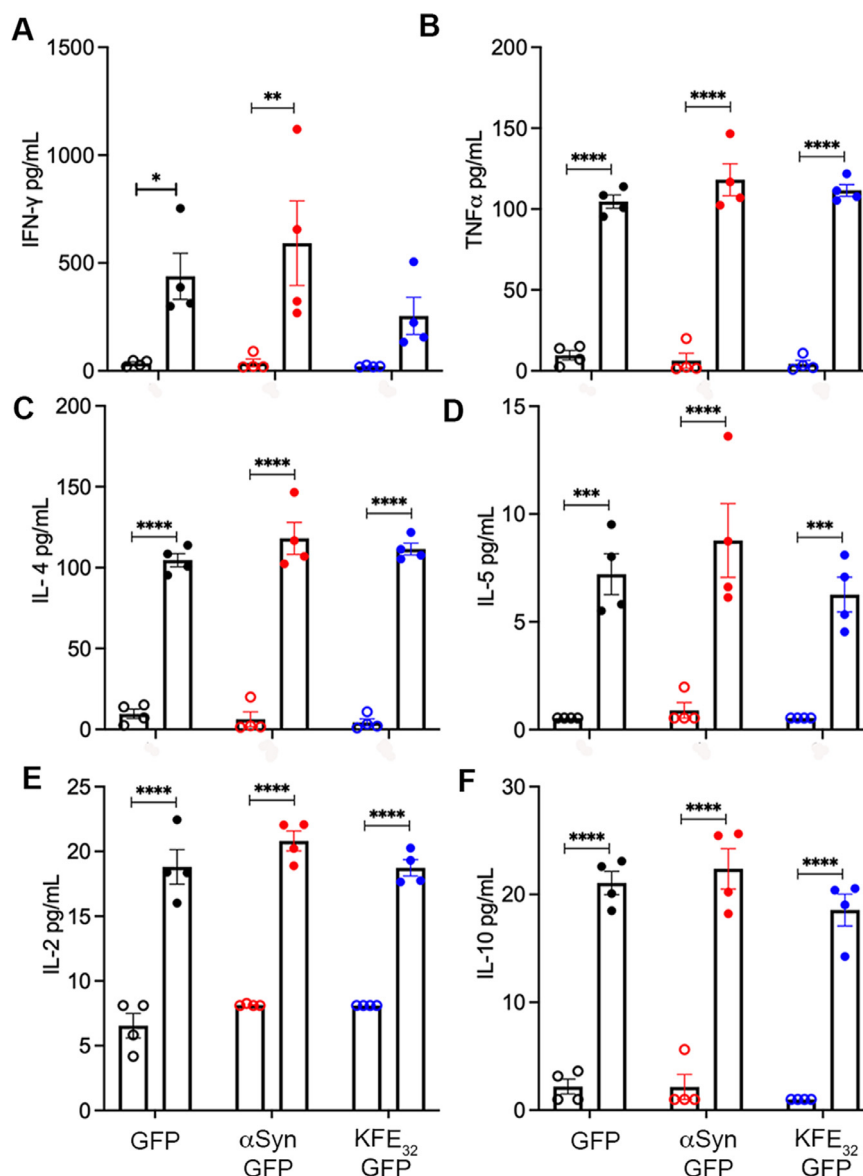 A
IFN-γ pg/mL
1500
1000
500
0
*
**
B
TNFα pg/mL
200
150
100
50
0
****
****
****
C
IL- 4 pg/mL
200
150
100
50
0
****
****
****
D
IL-5 pg/mL
15
10
5
0
***
****
***
E
IL-2 pg/mL
25
20
15
10
5
0
****
****
****
GFP
αSyn
GFP
KFE32
GFP
F
IL-10 pg/mL
30
20
10
0
****
****
****
GFP
αSyn
GFP
KFE32
GFP